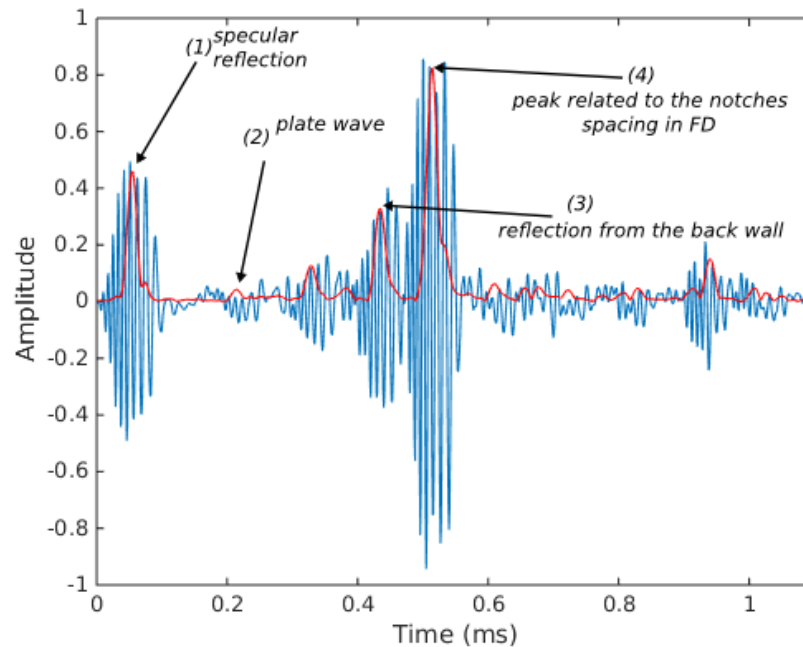 1
0.8
0.6
0.4
0.2
0
-0.2
-0.4
-0.6
-0.8
-1
Amplitude
(1) specular
reflection
(2) plate wave
(4)
peak related to the notches
spacing in FD
(3)
reflection from the back wall
0 0.2 0.4 0.6 0.8 1
Time (ms)